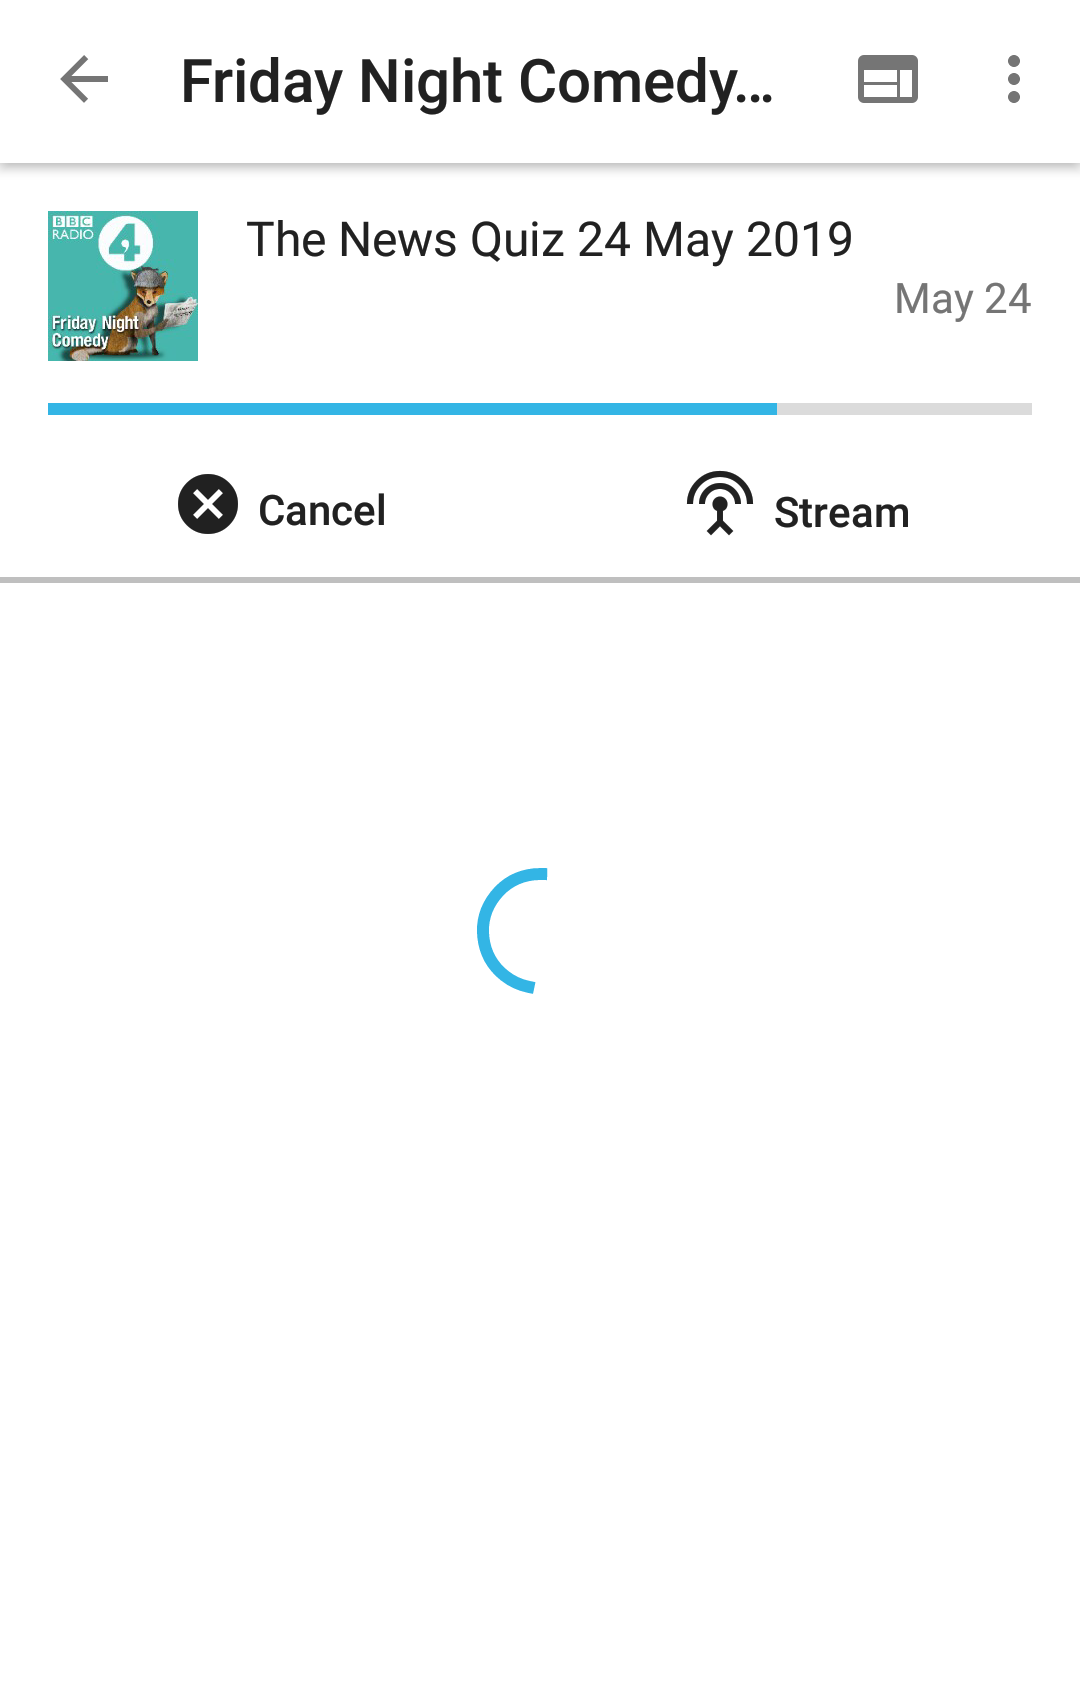 Friday Night Comedy...
BBC
RADIO 4
Friday Night
Comedy
The News Quiz 24 May 2019
May 24
Cancel
Stream